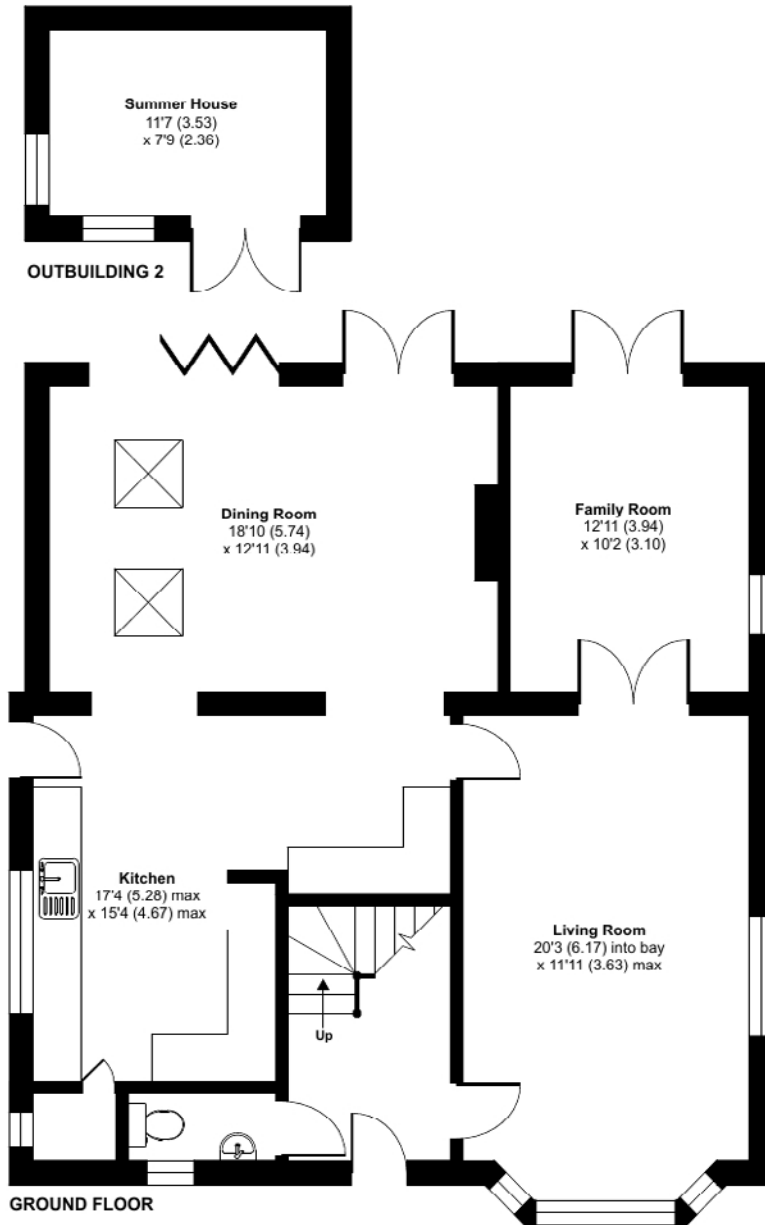 Summer House
11'7 (3.53)
x 7'9 (2.36)
OUTBUILDING 2
Dining Room
18'10 (5.74)
x 12'11 (3.94)
Family Room
12'11 (3.94)
x 10'2 (3.10)
Kitchen
17'4 (5.28) max
x 15'4 (4.67) max
Living Room
20'3 (6.17) into bay
x 11'11 (3.63) max
Up
GROUND FLOOR